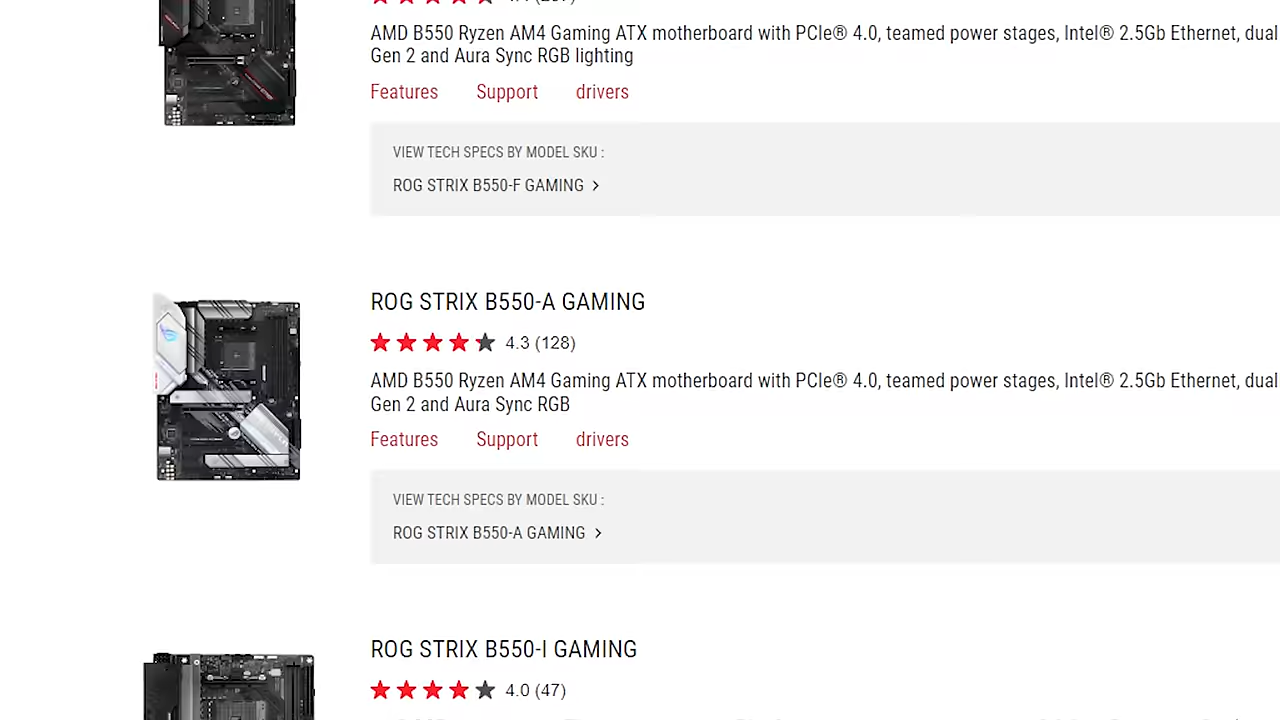 AMD B550 Ryzen AM4 Gaming ATX motherboard with PCIe® 4.0, teamed power stages, Intel® 2.5Gb Ethernet, dual
Gen 2 and Aura Sync RGB lighting
Features Support drivers
VIEW TECH SPECS BY MODEL SKU :
ROG STRIX B550-F GAMING >
ROG STRIX B550-A GAMING
4.3 (128)
AMD B550 Ryzen AM4 Gaming ATX motherboard with PCIe® 4.0, teamed power stages, Intel® 2.5Gb Ethernet, dual
Gen 2 and Aura Sync RGB
Features Support drivers
VIEW TECH SPECS BY MODEL SKU :
ROG STRIX B550-A GAMING >
ROG STRIX B550-I GAMING
4.0 (47)